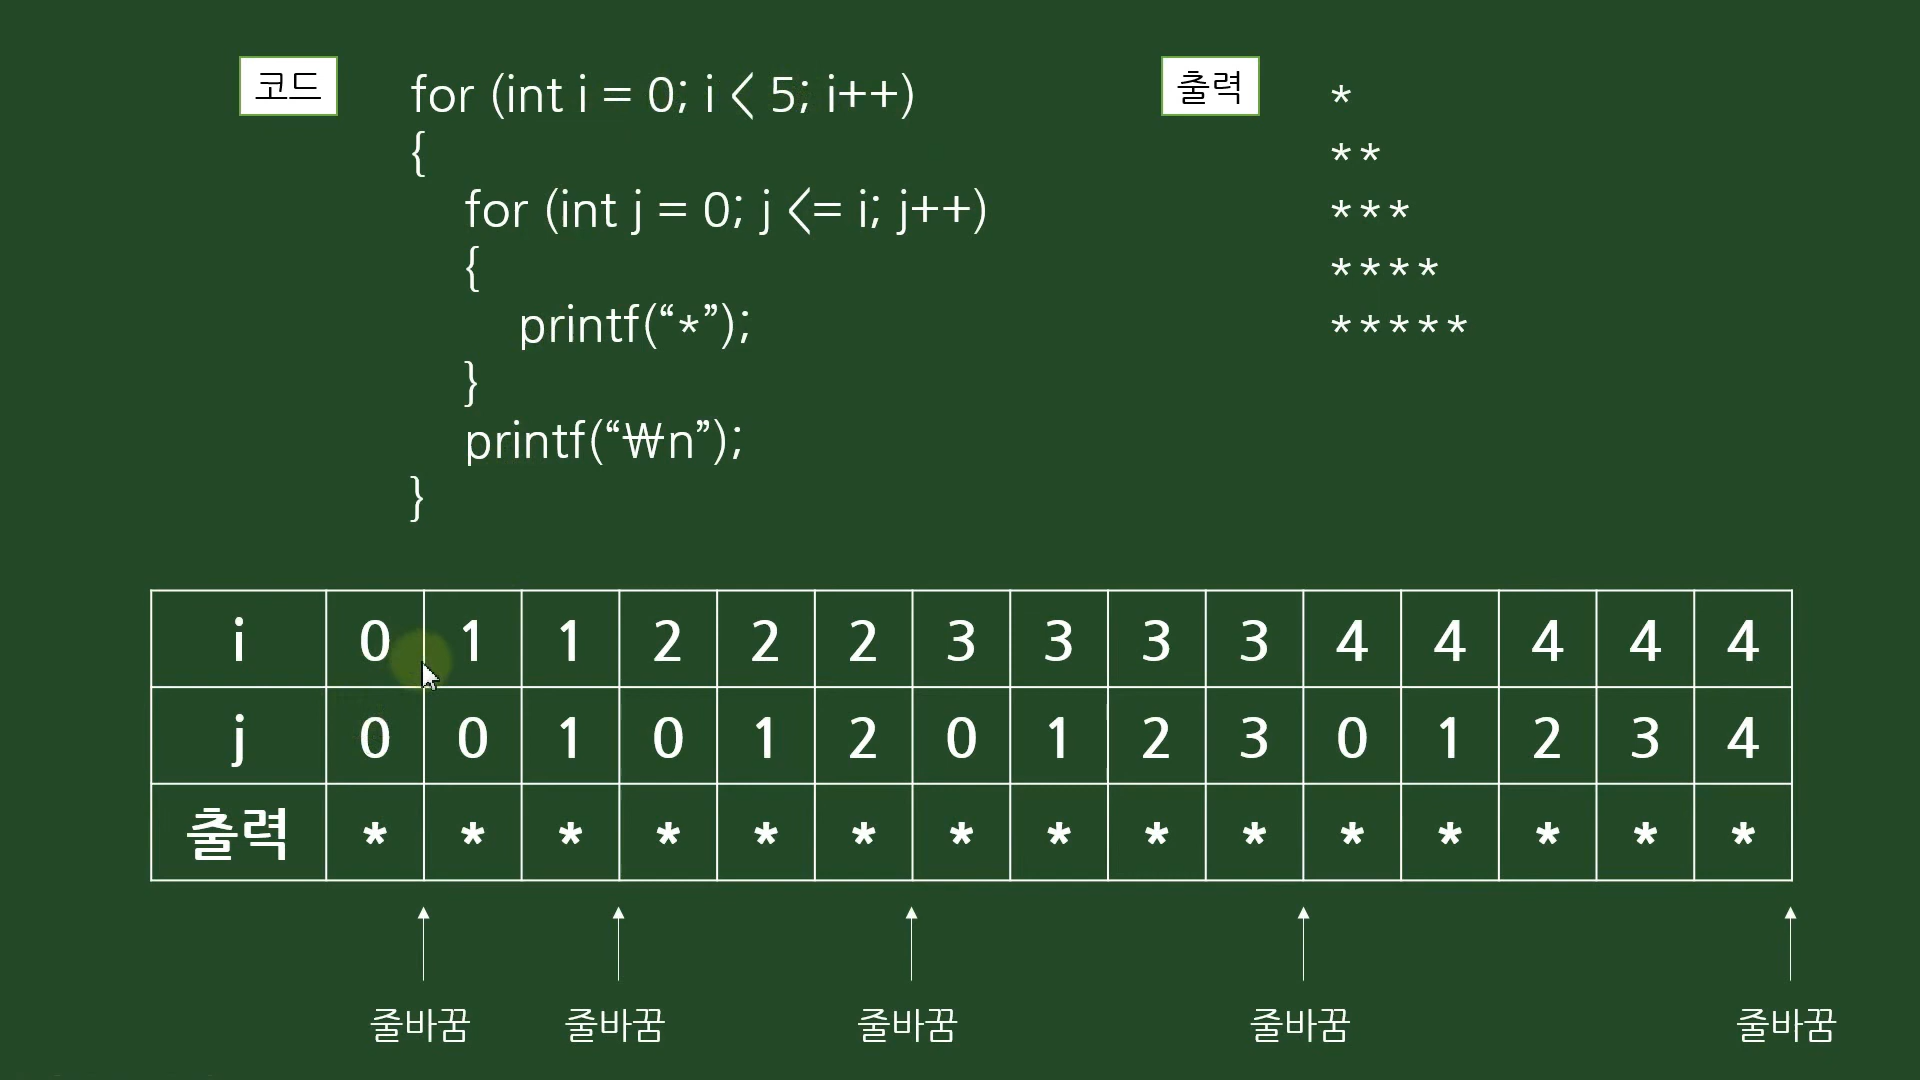 코드
for (int i = 0; i < 5; i++)
{
for (int j = 0; j <= i; j++)
{
printf(“*”);
}
printf(“₩n”);
}
출력
*
**
***
****
*****
i 0 1 1 2 2 2 3 3 3 3 4 4 4 4 4
j 0 0 1 0 1 2 0 1 2 3 0 1 2 3 4
출력 * * * * * * * * * * * * * * *
줄바꿈 줄바꿈 줄바꿈 줄바꿈 줄바꿈